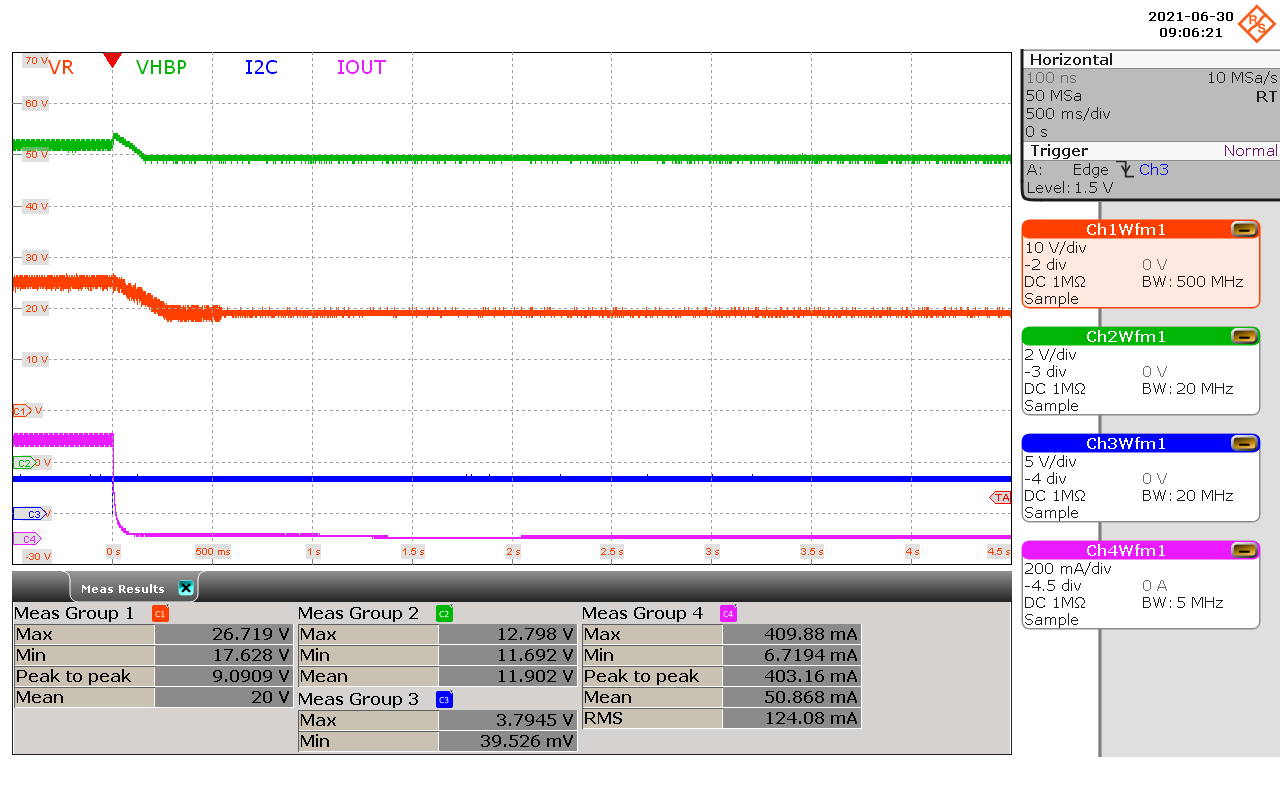 2021-06-30
09:06:21
R&S
VR VHBP I2C IOUT
70 V
60 V
60 V
40 V
30 V
20 V
10 V
C1 V
C2 0 V
C3 V
C4
-30 V
TA
0 s 500 ms 1 s 1.5 s 2 s 2.5 s 3 s 3.5 s 4 s 4.5 s
Horizontal
100 ns 10 MSa/s
50 MSa RT
500 ms/div
0 s
Trigger Normal
A: Edge Ch3
Level: 1.5 V
Ch1Wfm1
10 V/div
-2 div 0 V
DC 1MΩ BW: 500 MHz
Sample
Ch2Wfm1
2 V/div
-3 div 0 V
DC 1MΩ BW: 20 MHz
Sample
Ch3Wfm1
5 V/div
-4 div 0 V
DC 1MΩ BW: 20 MHz
Sample
Ch4Wfm1
200 mA/div
-4.5 div 0 A
DC 1MΩ BW: 5 MHz
Sample
Meas Results
Meas Group 1 C1
Max 26.719 V
Min 17.628 V
Peak to peak 9.0909 V
Mean 20 V
Meas Group 2 C2
Max 12.798 V
Min 11.692 V
Mean 11.902 V
Meas Group 3 C3
Max 3.7945 V
Min 39.526 mV
Meas Group 4 C4
Max 409.88 mA
Min 6.7194 mA
Peak to peak 403.16 mA
Mean 50.868 mA
RMS 124.08 mA